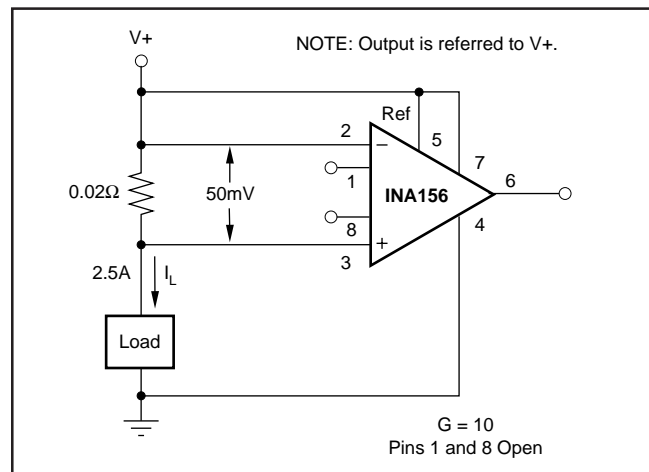 V+
NOTE: Output is referred to V+.
Ref
2
5
−
7
0.02Ω
50mV
1
INA156
6
8
4
+
3
2.5A
I_L
Load
G = 10
Pins 1 and 8 Open